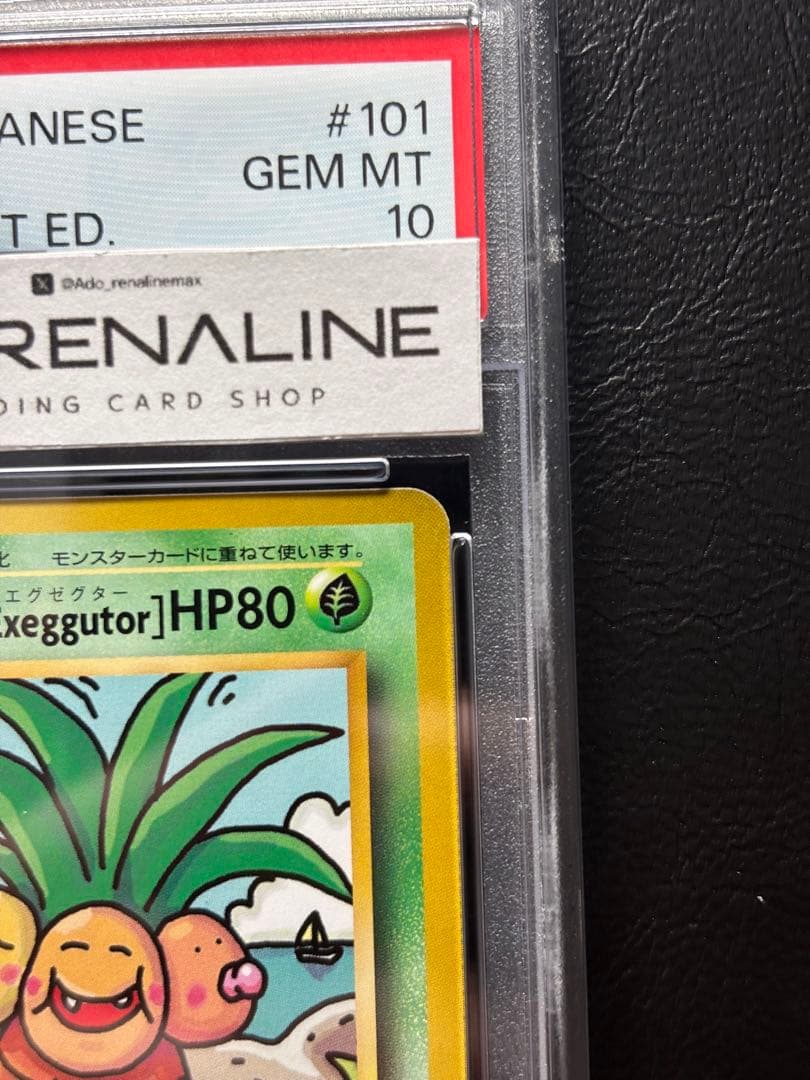 ANESE #101
GEM MT
T ED. 10
@Ado_renalinemax
RENALINE
DING CARD SHOP
モンスターカードに重ねて使います。
エグゼグター
Exeggutor]HP80